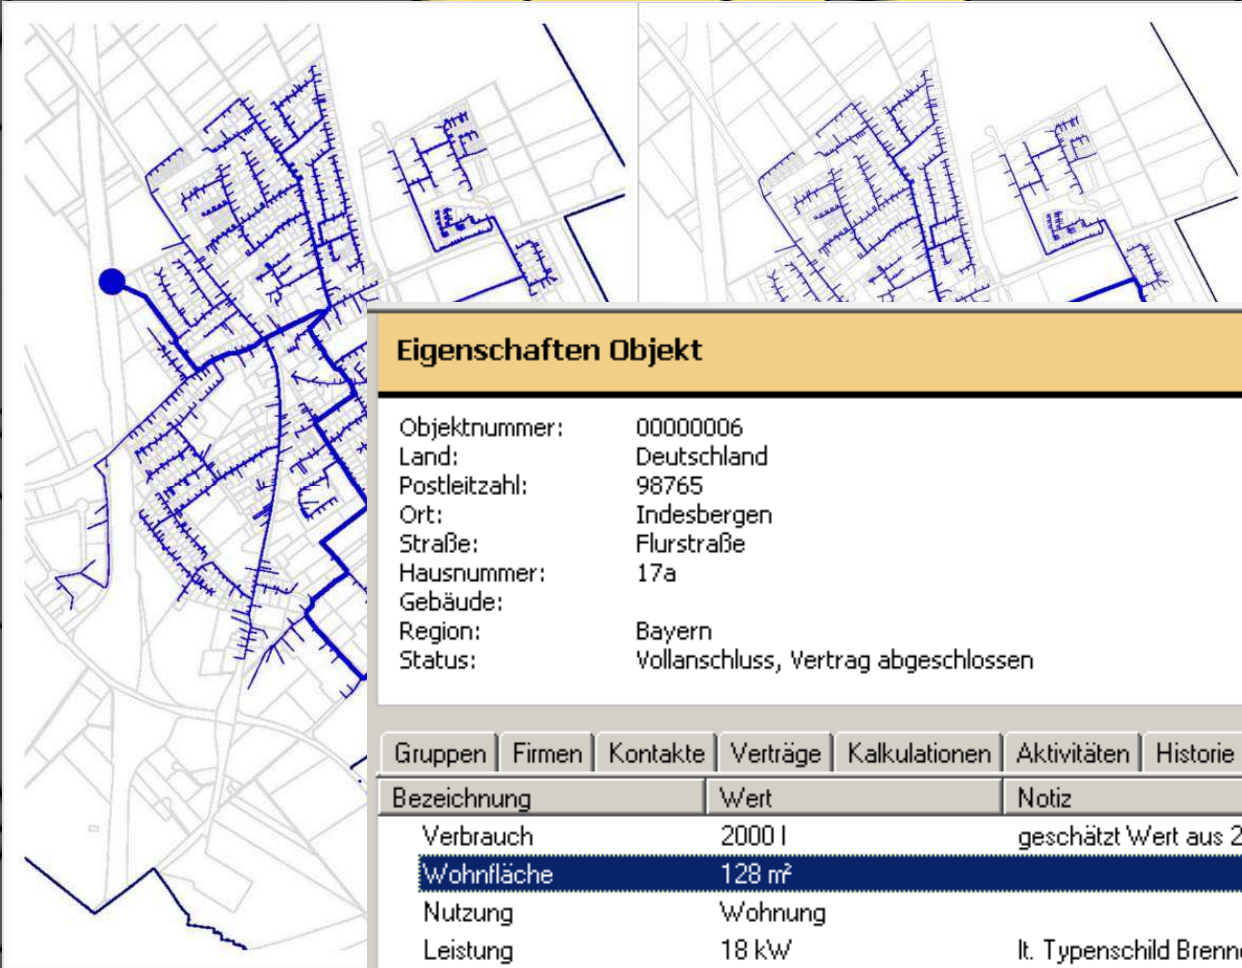 Eigenschaften Objekt
Objektnummer: 00000006
Land: Deutschland
Postleitzahl: 98765
Ort: Indesbergen
Straße: Flurstraße
Hausnummer: 17a
Gebäude:
Region: Bayern
Status: Vollanschluss, Vertrag abgeschlossen
Gruppen Firmen Kontakte Verträge Kalkulationen Aktivitäten Historie
Bezeichnung Wert Notiz
Verbrauch 2000 l geschätzt Wert aus 2
Wohnfläche 128 m²
Nutzung Wohnung
Leistung 18 kW lt. Typenschild Brenne